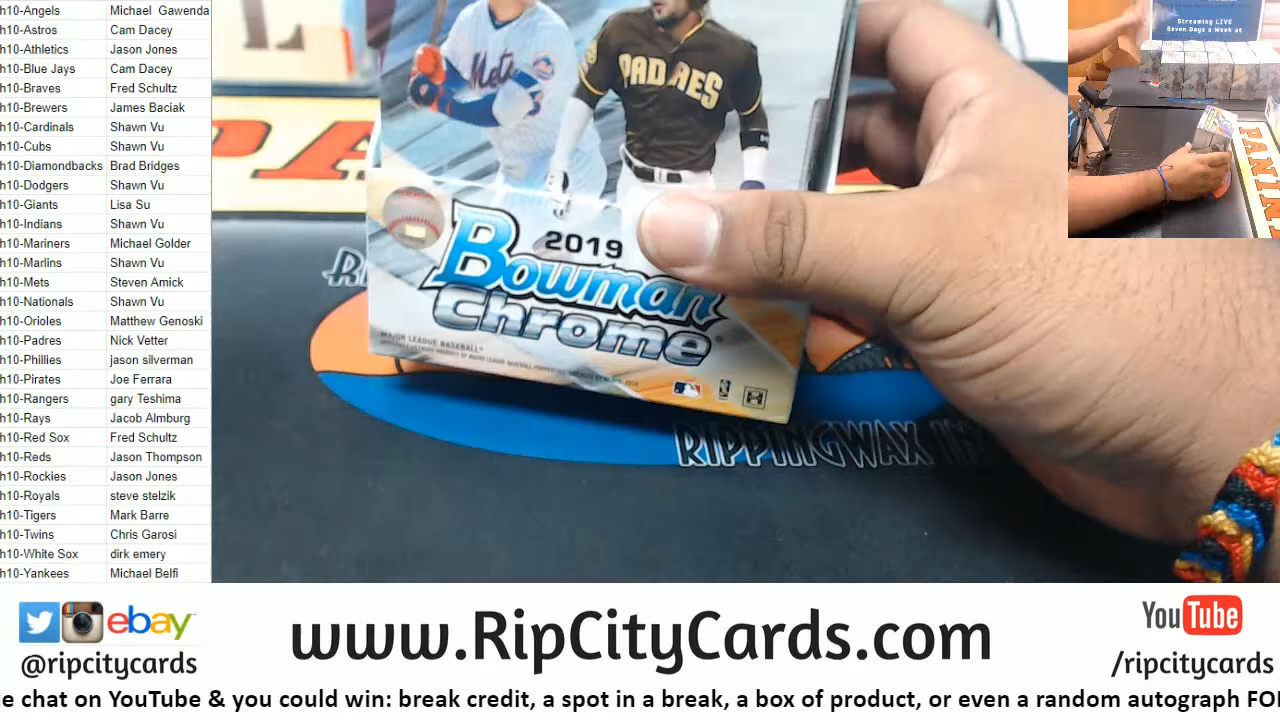 h10-Angels Michael Gawenda
h10-Astros Cam Dacey
h10-Athletics Jason Jones
h10-Blue Jays Cam Dacey
h10-Braves Fred Schultz
h10-Brewers James Baciak
h10-Cardinals Shawn Vu
h10-Cubs Shawn Vu
h10-Diamondbacks Brad Bridges
h10-Dodgers Shawn Vu
h10-Giants Lisa Su
h10-Indians Shawn Vu
h10-Mariners Michael Golder
h10-Marlins Shawn Vu
h10-Mets Steven Amick
h10-Nationals Shawn Vu
h10-Orioles Matthew Genoski
h10-Padres Nick Vetter
h10-Phillies jason silverman
h10-Pirates Joe Ferrara
h10-Rangers gary Teshima
h10-Rays Jacob Almburg
h10-Red Sox Fred Schultz
h10-Reds Jason Thompson
h10-Rockies Jason Jones
h10-Royals steve stelzik
h10-Tigers Mark Barre
h10-Twins Chris Garosi
h10-White Sox dirk emery
h10-Yankees Michael Belfi
Mets
PADRES
2019
Bowman
Chrome
MAJOR LEAGUE BASEBALL
RIPPINGWAX
Streaming LIVE
Seven Days a Week at
PANINI
ebay
@ripcitycards
www.RipCityCards.com
YouTube
/ripcitycards
e chat on YouTube & you could win: break credit, a spot in a break, a box of product, or even a random autograph FO